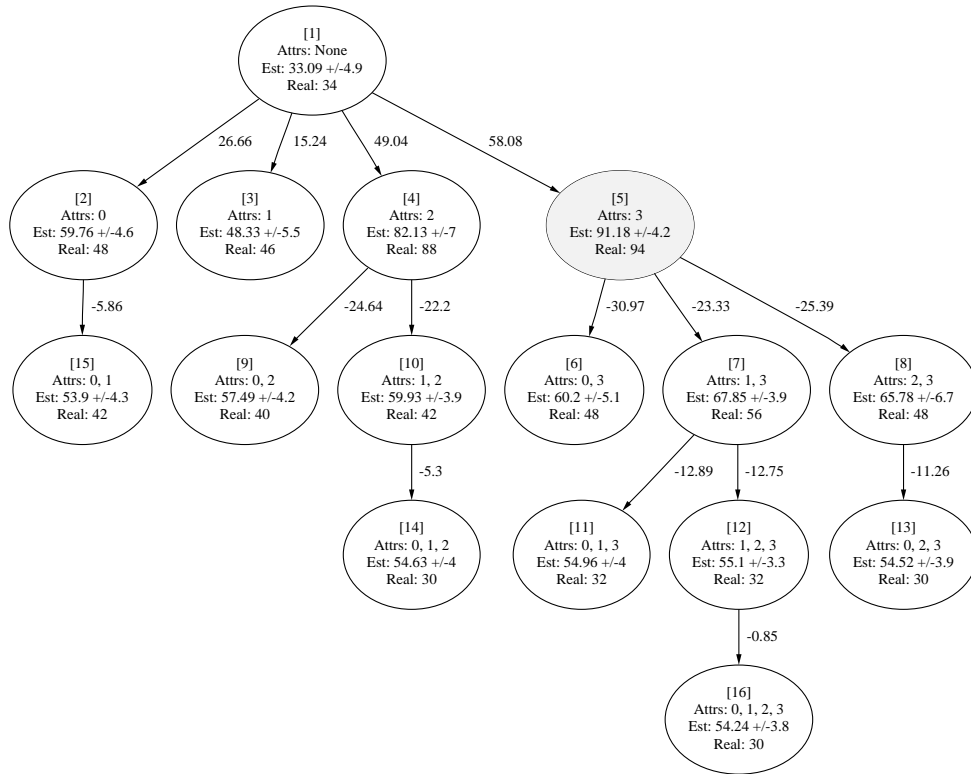 [1]
Attrs: None
Est: 33.09 +/-4.9
Real: 34
26.66
15.24
49.04
58.08
[2]
Attrs: 0
Est: 59.76 +/-4.6
Real: 48
[3]
Attrs: 1
Est: 48.33 +/-5.5
Real: 46
[4]
Attrs: 2
Est: 82.13 +/-7
Real: 88
[5]
Attrs: 3
Est: 91.18 +/-4.2
Real: 94
-5.86
-24.64
-22.2
-30.97
-23.33
-25.39
[15]
Attrs: 0, 1
Est: 53.9 +/-4.3
Real: 42
[9]
Attrs: 0, 2
Est: 57.49 +/-4.2
Real: 40
[10]
Attrs: 1, 2
Est: 59.93 +/-3.9
Real: 42
[6]
Attrs: 0, 3
Est: 60.2 +/-5.1
Real: 48
[7]
Attrs: 1, 3
Est: 67.85 +/-3.9
Real: 56
[8]
Attrs: 2, 3
Est: 65.78 +/-6.7
Real: 48
-5.3
-12.89
-12.75
-11.26
[14]
Attrs: 0, 1, 2
Est: 54.63 +/-4
Real: 30
[11]
Attrs: 0, 1, 3
Est: 54.96 +/-4
Real: 32
[12]
Attrs: 1, 2, 3
Est: 55.1 +/-3.3
Real: 32
[13]
Attrs: 0, 2, 3
Est: 54.52 +/-3.9
Real: 30
-0.85
[16]
Attrs: 0, 1, 2, 3
Est: 54.24 +/-3.8
Real: 30